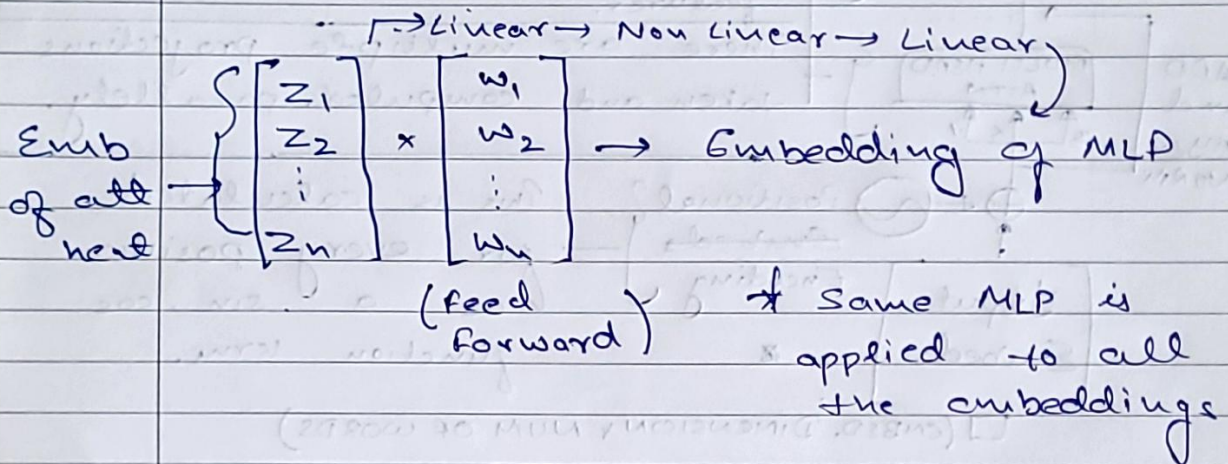 → Linear → Non Linear → Linear
Emb of att
[z1 z2 ⋮ zn] * [w1 w2 ⋮ wn] → Embedding of MLP
(feed
forward)
* Same MLP is
applied to all
the embeddings